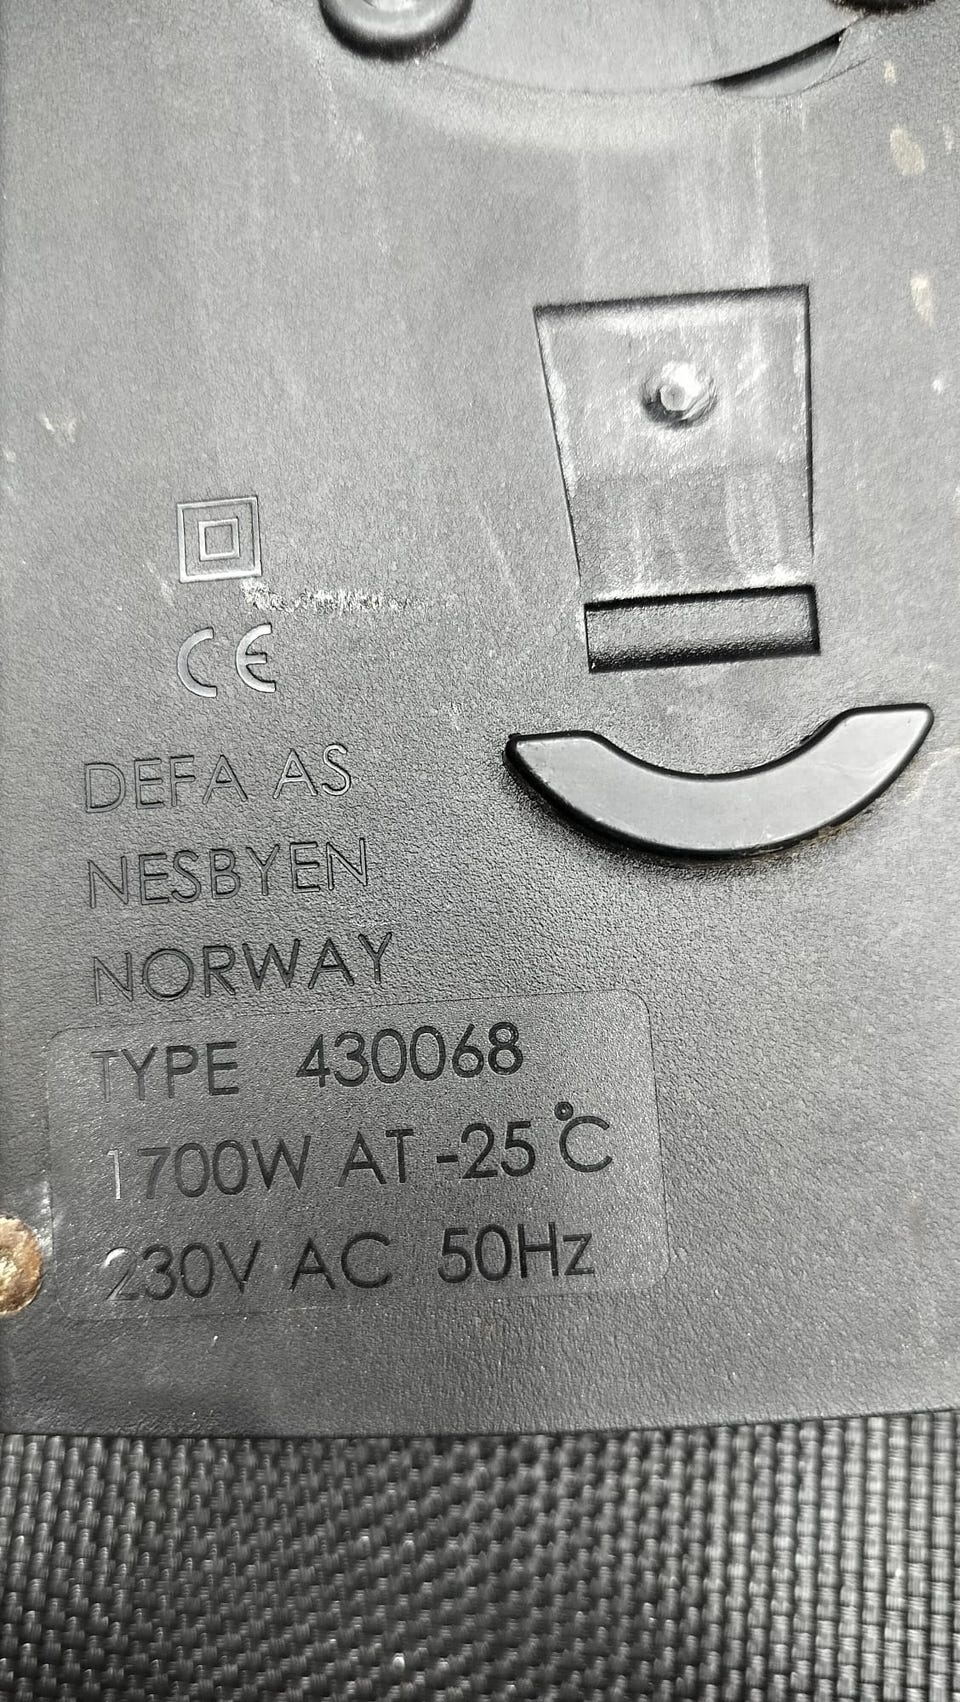 CE
DEFA AS
NESBYEN
NORWAY
TYPE 430068
1700W AT -25°C
230V AC 50Hz